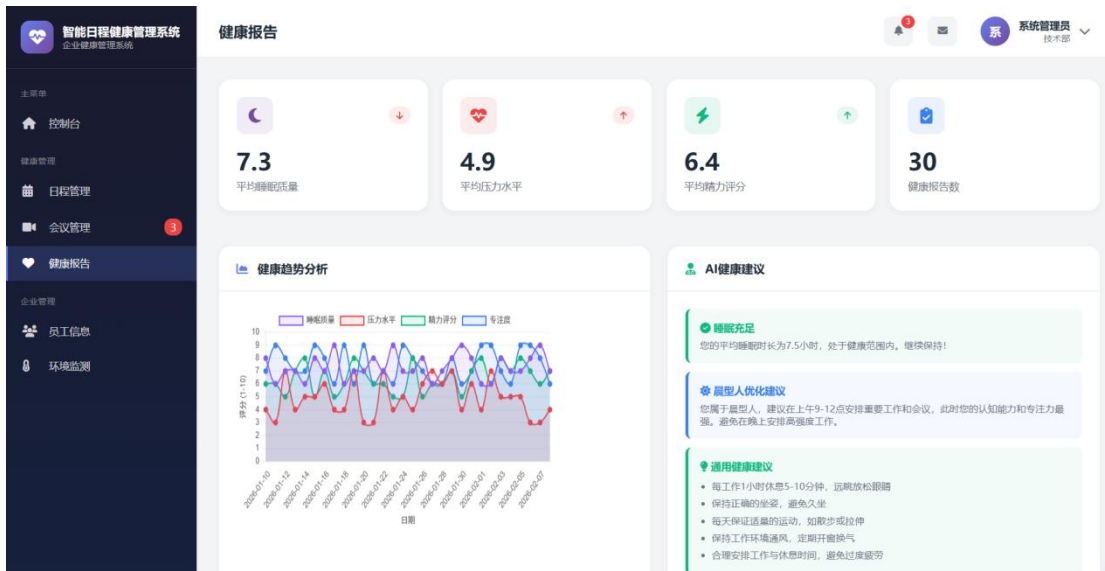 智能日程健康管理系统
企业健康管理系统
主菜单
控制台
健康管理
日程管理
会议管理
3
健康报告
企业管理
员工信息
环境监测
健康报告
3
系
系统管理员
技术部
7.3
平均睡眠质量
4.9
平均压力水平
6.4
平均精力评分
30
健康报告数
健康趋势分析
睡眠质量 压力水平 精力评分 专注度
评分 (1-10)
10
9
8
7
6
5
4
3
2
1
0
2026-01-10
2026-01-12
2026-01-14
2026-01-16
2026-01-18
2026-01-20
2026-01-22
2026-01-24
2026-01-26
2026-01-28
2026-01-30
2026-02-01
2026-02-03
2026-02-05
2026-02-07
日期
AI健康建议
睡眠充足
您的平均睡眠时长为7.5小时，处于健康范围内。继续保持！
晨型人优化建议
您属于晨型人，建议在上午9-12点安排重要工作和会议，此时您的认知能力和专注力最
强。避免在晚上安排高强度工作。
通用健康建议
• 每工作1小时休息5-10分钟，远眺放松眼睛
• 保持正确的坐姿，避免久坐
• 每天保证适量的运动，如散步或拉伸
• 保持工作环境通风，定期开窗换气
• 合理安排工作与休息时间，避免过度疲劳